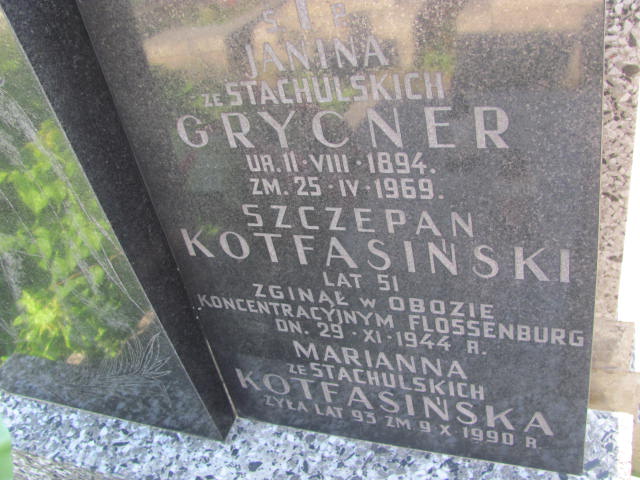 Ś P
JANINA
ZE STACHULSKICH
GRYCNER
UR. 11·VIII·1894.
ZM. 25·IV·1969.
SZCZEPAN
KOTFASIŃSKI
LAT 51
ZGINĄŁ W OBOZIE
KONCENTRACYJNYM FLOSSENBURG
DN. 29·XI·1944 R.
MARIANNA
ZE STACHULSKICH
KOTFASIŃSKA
ŻYŁA LAT 93 ZM 9 X 1990 R